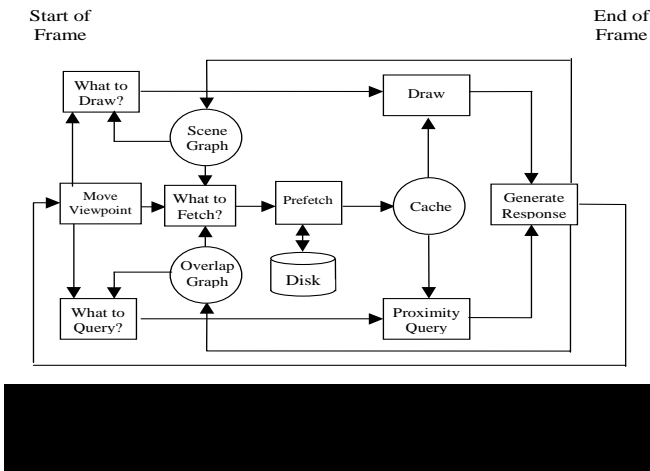 Start of
Frame
End of
Frame
What to
Draw?
Draw
Scene
Graph
Move
Viewpoint
What to
Fetch?
Prefetch
Cache
Generate
Response
Overlap
Graph
Disk
What to
Query?
Proximity
Query